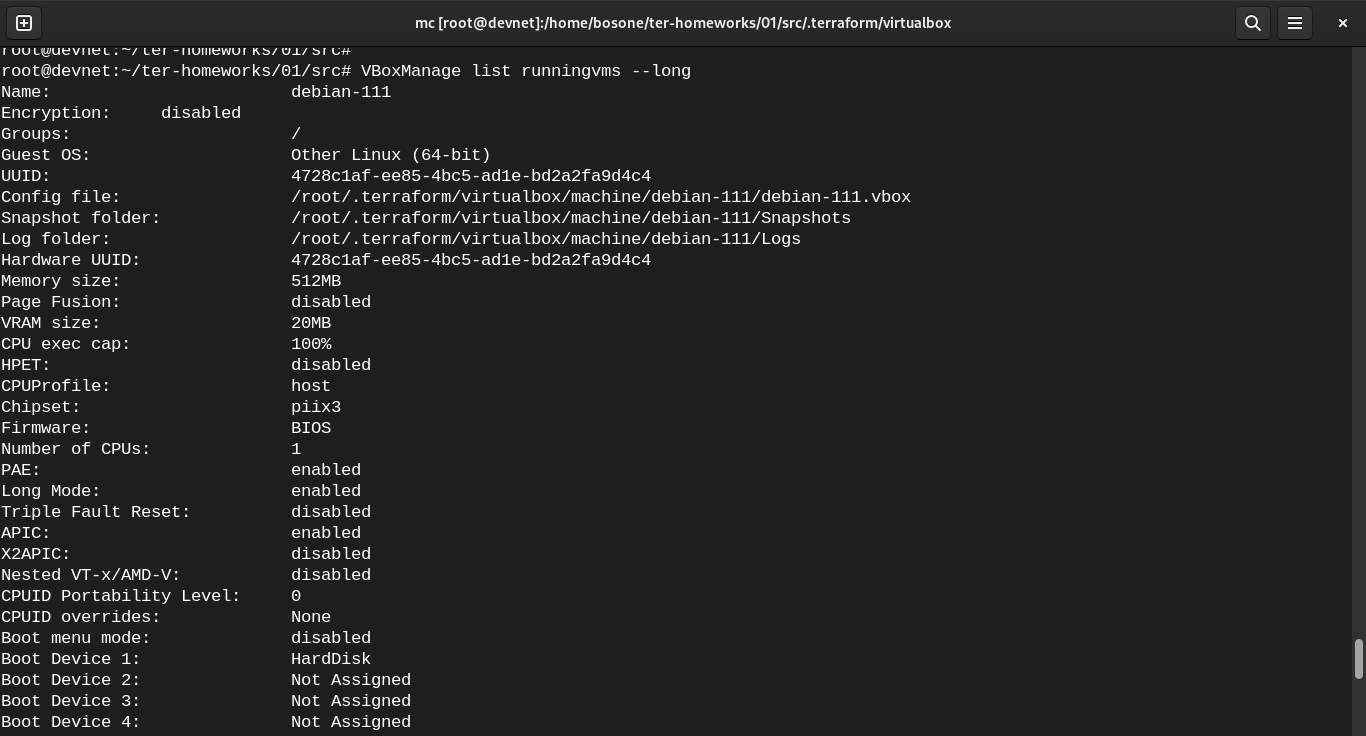 mc [root@devnet]:/home/bosone/ter-homeworks/01/src/.terraform/virtualbox
root@devnet:~/ter-homeworks/01/src#
root@devnet:~/ter-homeworks/01/src# VBoxManage list runningvms --long
Name:                        debian-111
Encryption:     disabled
Groups:                      /
Guest OS:                    Other Linux (64-bit)
UUID:                        4728c1af-ee85-4bc5-ad1e-bd2a2fa9d4c4
Config file:                 /root/.terraform/virtualbox/machine/debian-111/debian-111.vbox
Snapshot folder:             /root/.terraform/virtualbox/machine/debian-111/Snapshots
Log folder:                  /root/.terraform/virtualbox/machine/debian-111/Logs
Hardware UUID:               4728c1af-ee85-4bc5-ad1e-bd2a2fa9d4c4
Memory size:                 512MB
Page Fusion:                 disabled
VRAM size:                   20MB
CPU exec cap:                100%
HPET:                        disabled
CPUProfile:                  host
Chipset:                     piix3
Firmware:                    BIOS
Number of CPUs:              1
PAE:                         enabled
Long Mode:                   enabled
Triple Fault Reset:          disabled
APIC:                        enabled
X2APIC:                      disabled
Nested VT-x/AMD-V:           disabled
CPUID Portability Level:     0
CPUID overrides:             None
Boot menu mode:              disabled
Boot Device 1:               HardDisk
Boot Device 2:               Not Assigned
Boot Device 3:               Not Assigned
Boot Device 4:               Not Assigned